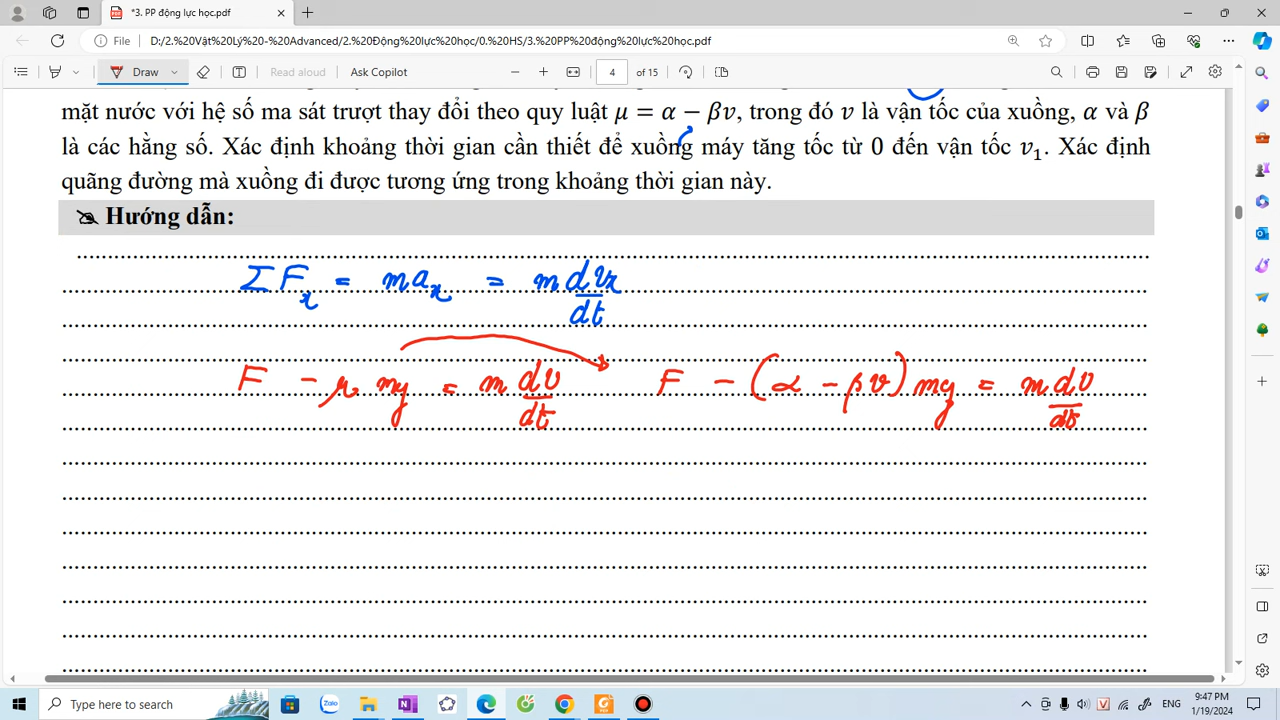 *3. PP động lực học.pdf
File D:/2.%20Vật%20Lý%20-%20Advanced/2.%20Động%20lực%20học/0.%20HS/3.%20PP%20động%20lực%20học.pdf
Draw Read aloud Ask Copilot 4 of 15
mặt nước với hệ số ma sát trượt thay đổi theo quy luật μ = α − βv, trong đó v là vận tốc của xuồng, α và β
là các hằng số. Xác định khoảng thời gian cần thiết để xuồng máy tăng tốc từ 0 đến vận tốc v₁. Xác định
quãng đường mà xuồng đi được tương ứng trong khoảng thời gian này.
Hướng dẫn:
ΣFₓ = maₓ = m dvₓ/dt
F − μ mg = m dv/dt F − (α − βv) mg = m dv/dt
Type here to search Zalo ENG 9:47 PM
1/19/2024